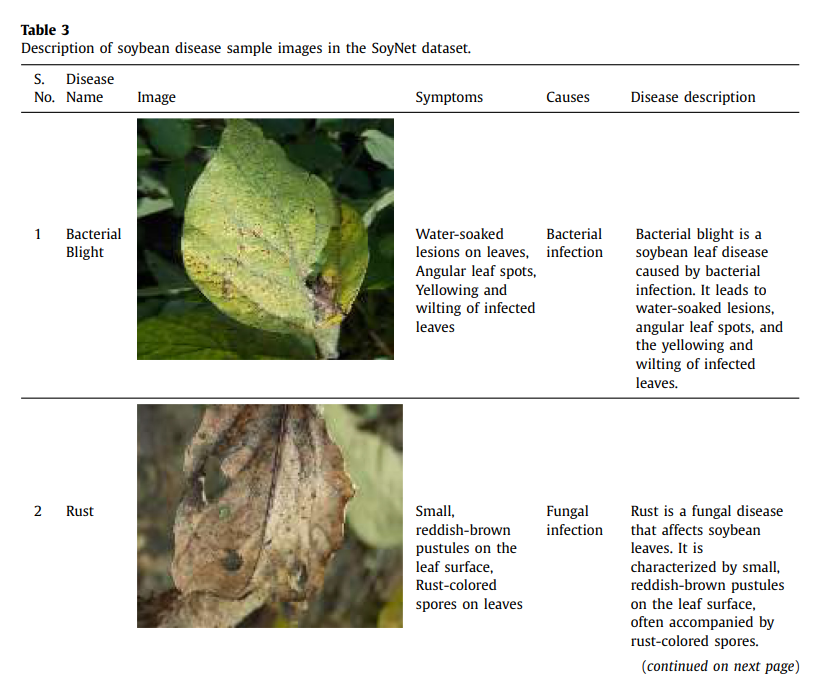 Table 3
Description of soybean disease sample images in the SoyNet dataset.
S. Disease
No. Name Image Symptoms Causes Disease description
1 Bacterial Water-soaked Bacterial Bacterial blight is a
Blight lesions on leaves, infection soybean leaf disease
Angular leaf spots, caused by bacterial
Yellowing and infection. It leads to
wilting of infected water-soaked lesions,
leaves angular leaf spots, and
the yellowing and
wilting of infected
leaves.
2 Rust Small, Fungal Rust is a fungal disease
reddish-brown infection that affects soybean
pustules on the leaves. It is
leaf surface, characterized by small,
Rust-colored reddish-brown pustules
spores on leaves on the leaf surface,
often accompanied by
rust-colored spores.
(continued on next page)